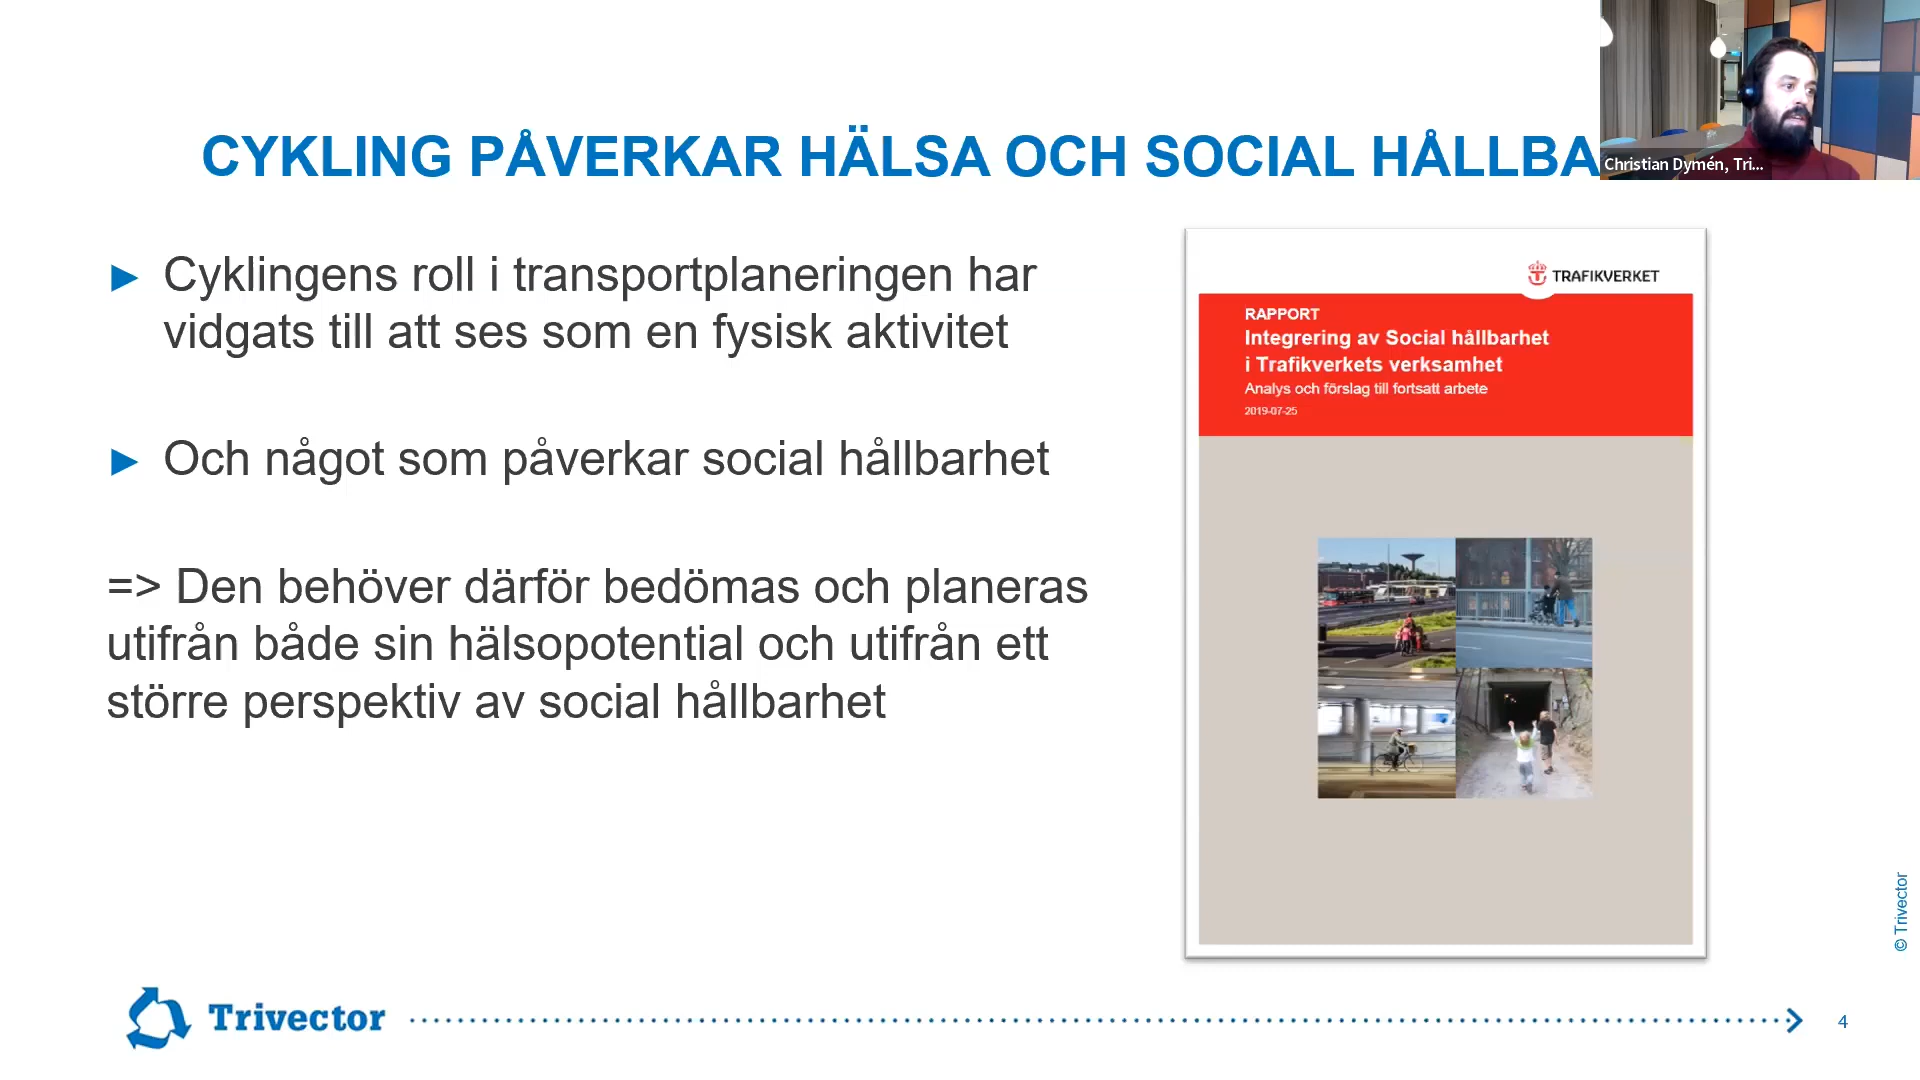 CYKLING PÅVERKAR HÄLSA OCH SOCIAL HÅLLBA
Christian Dymén, Tri...
► Cyklingens roll i transportplaneringen har
vidgats till att ses som en fysisk aktivitet
► Och något som påverkar social hållbarhet
=> Den behöver därför bedömas och planeras
utifrån både sin hälsopotential och utifrån ett
större perspektiv av social hållbarhet
TRAFIKVERKET
RAPPORT
Integrering av Social hållbarhet
i Trafikverkets verksamhet
Analys och förslag till fortsatt arbete
2019-07-25
© Trivector
Trivector
4